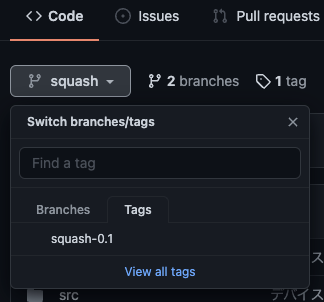 Code
Issues
Pull requests
squash
2 branches
1 tag
Switch branches/tags
Find a tag
Branches
Tags
squash-0.1
View all tags
ス
src
デバイス